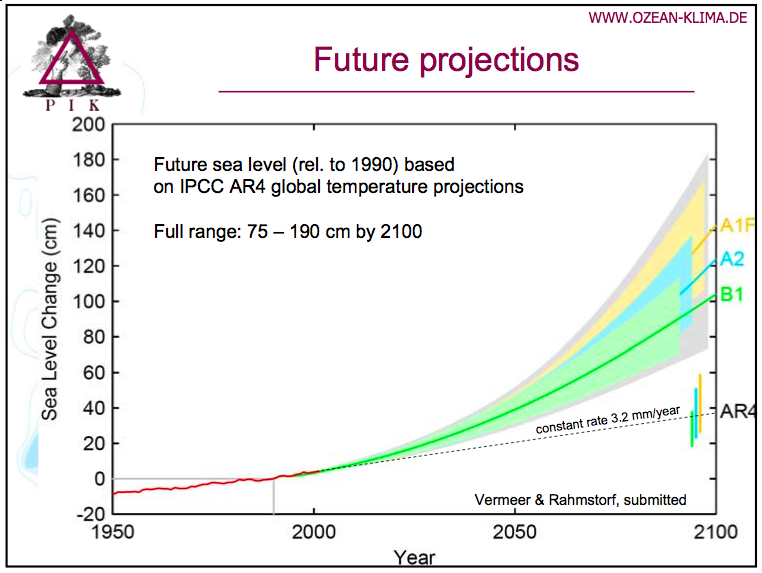 WWW.OZEAN-KLIMA.DE
P I K
Future projections
200
180
160
140
120
100
80
60
40
20
0
-20
Sea Level Change (cm)
Future sea level (rel. to 1990) based
on IPCC AR4 global temperature projections
Full range: 75 – 190 cm by 2100
A1F
A2
B1
AR4
constant rate 3.2 mm/year
Vermeer & Rahmstorf, submitted
1950
2000
2050
2100
Year